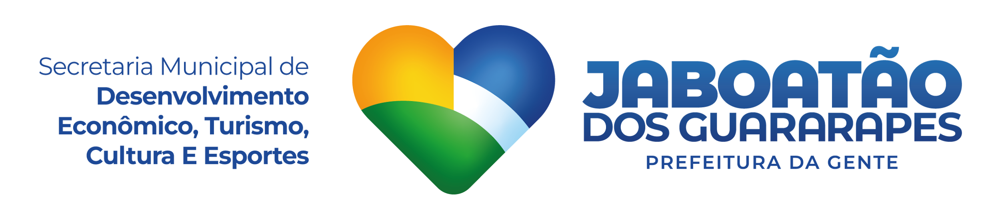 Secretaria Municipal de
Desenvolvimento
Econômico, Turismo,
Cultura E Esportes
JABOATÃO
DOS GUARARAPES
PREFEITURA DA GENTE